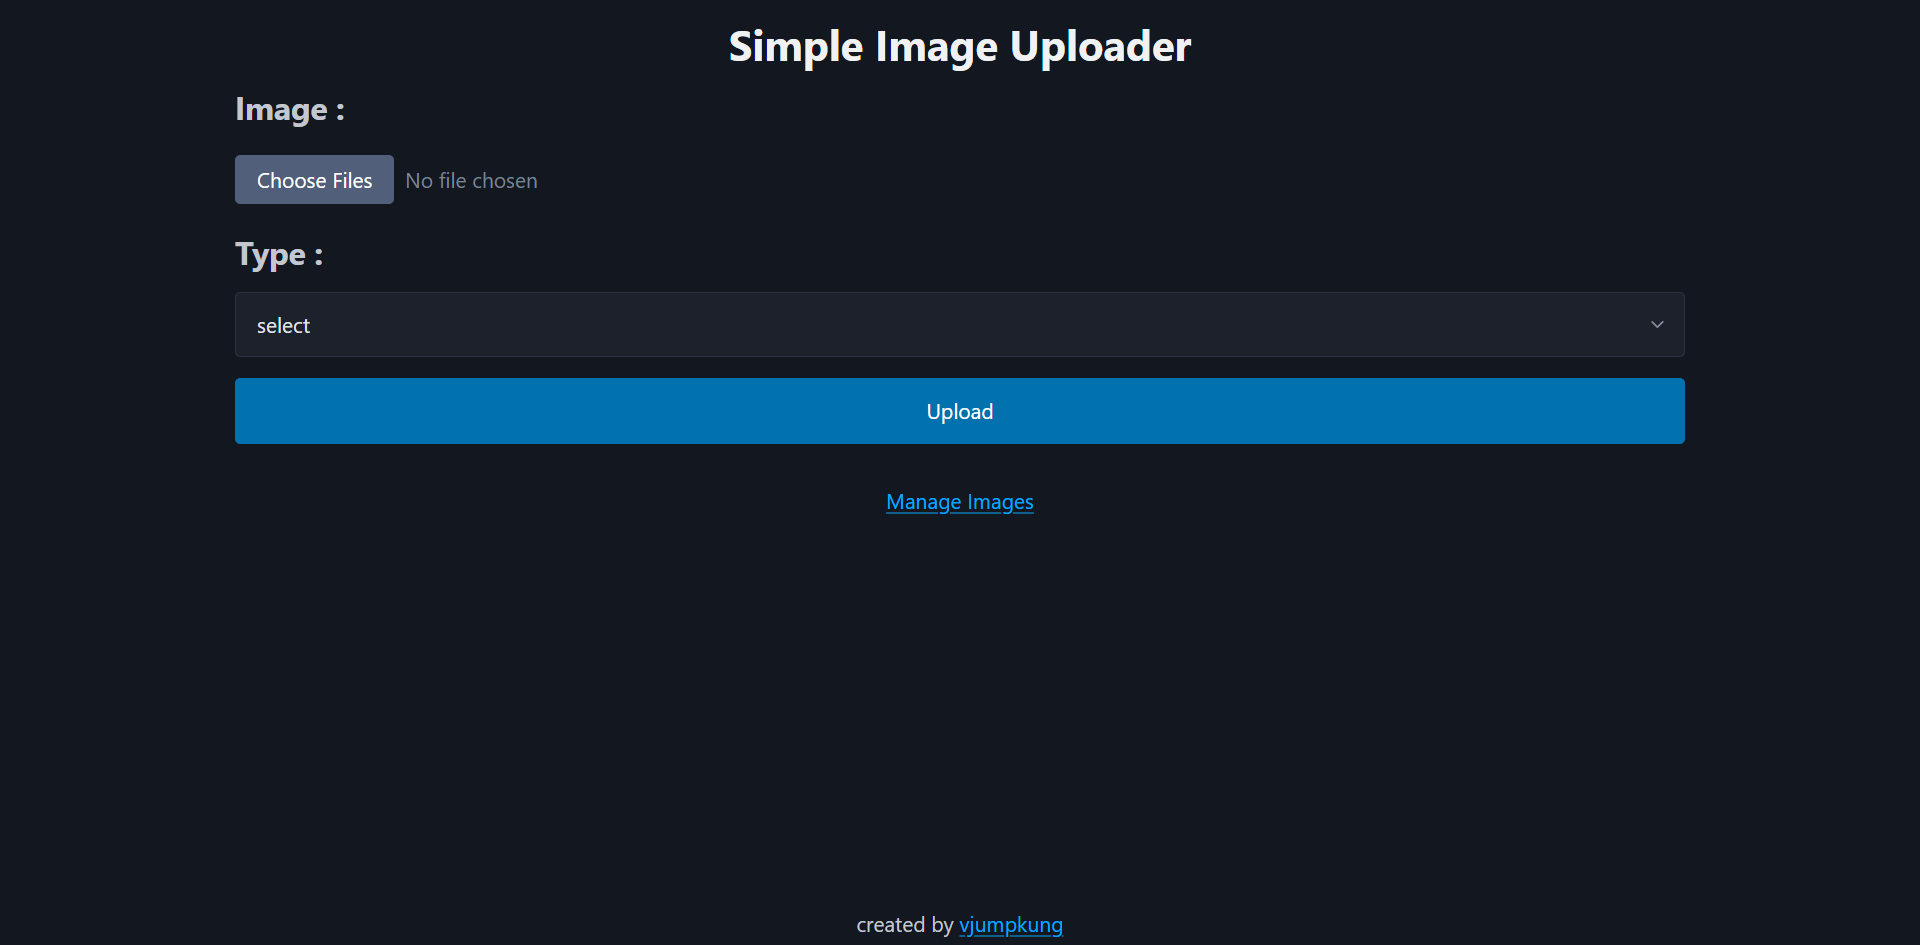 Simple Image Uploader
Image :
Choose Files No file chosen
Type :
select
Upload
Manage Images
created by vjumpkung